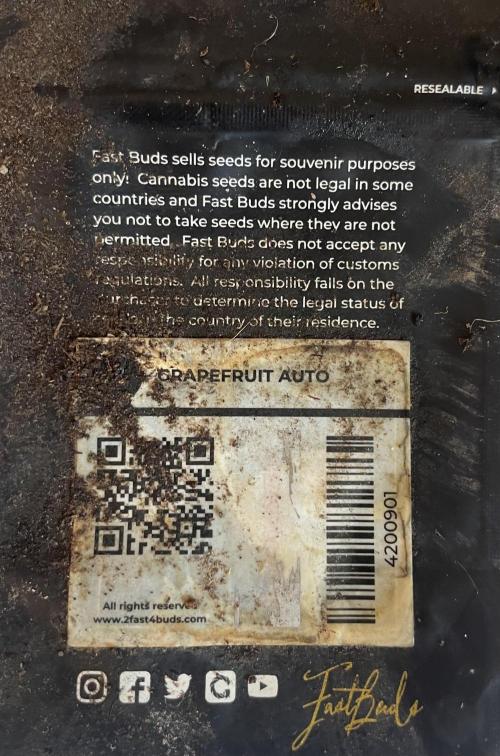 RESEALABLE
Fast Buds sells seeds for souvenir purposes
only! Cannabis seeds are not legal in some
countries and Fast Buds strongly advises
you not to take seeds where they are not
permitted. Fast Buds does not accept any
responsibility for any violation of customs
regulations. All responsibility falls on the
purchaser to determine the legal status of
the country of their residence.
GRAPEFRUIT AUTO
4200901
All rights reserved
www.2fast4buds.com
FastBuds